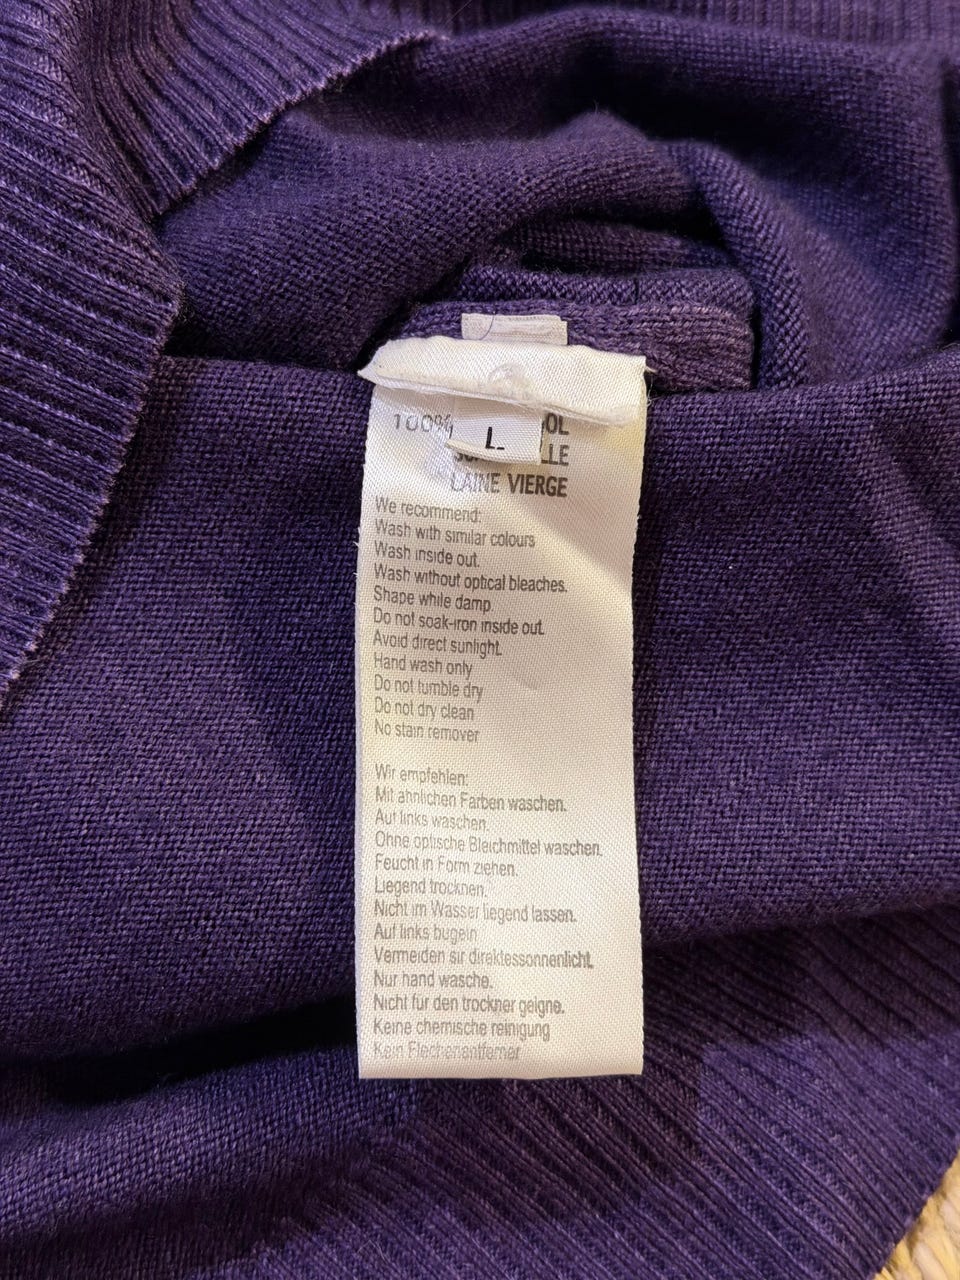 100%
L
LAINE VIERGE
We recommend:
Wash with similar colours
Wash inside out.
Wash without optical bleaches.
Shape while damp
Do not soak-iron inside out.
Avoid direct sunlight.
Hand wash only
Do not tumble dry
Do not dry clean
No stain remover
Wir empfehlen:
Mit ähnlichen Farben waschen.
Auf links waschen.
Ohne optische Bleichmittel waschen.
Feucht in Form ziehen.
Liegend trocknen.
Nicht im Wasser liegend lassen.
Auf links bugeln
Vermeiden sir direktessonnenlicht.
Nur hand wasche.
Nicht für den trockner geigne.
Keine chemische reinigung
Kein Fleckenentferner